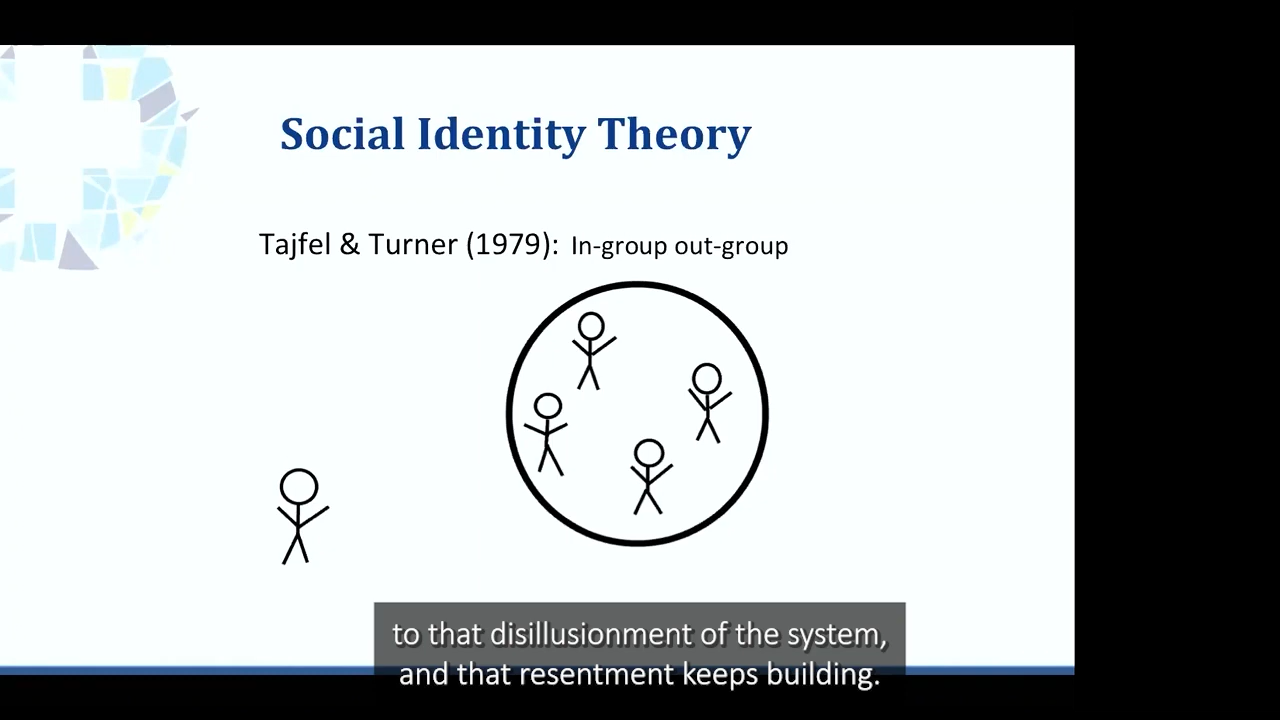 Social Identity Theory
Tajfel & Turner (1979): In-group out-group
to that disillusionment of the system,
and that resentment keeps building.